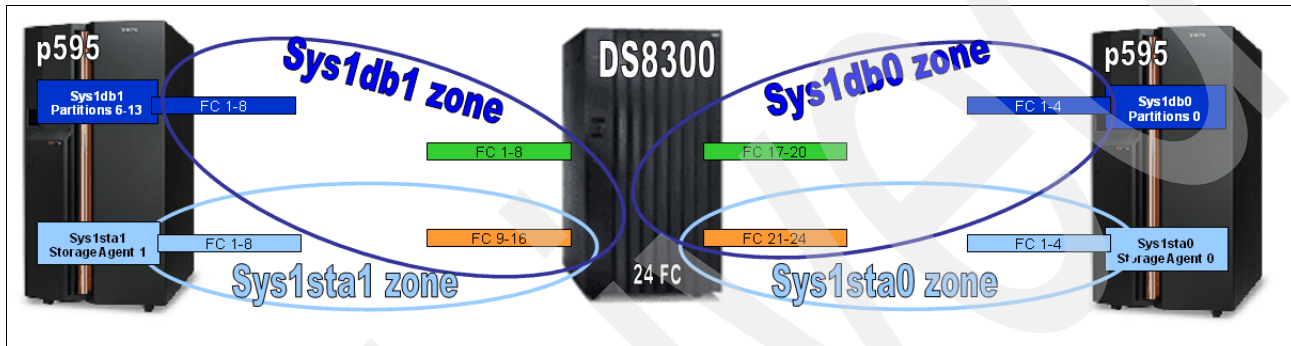 p595
Sys1db1
Partitions 6-13
FC 1-8
Sys1db1 zone
FC 1-8
Sys1sta1
Storage Agent 1
FC 1-8
FC 9-16
Sys1sta1 zone
DS8300
24 FC
Sys1db0 zone
FC 17-20
FC 1-4
p595
Sys1db0
Partitions 0
FC 21-24
FC 1-4
Sys1sta0
Storage Agent 0
Sys1sta0 zone